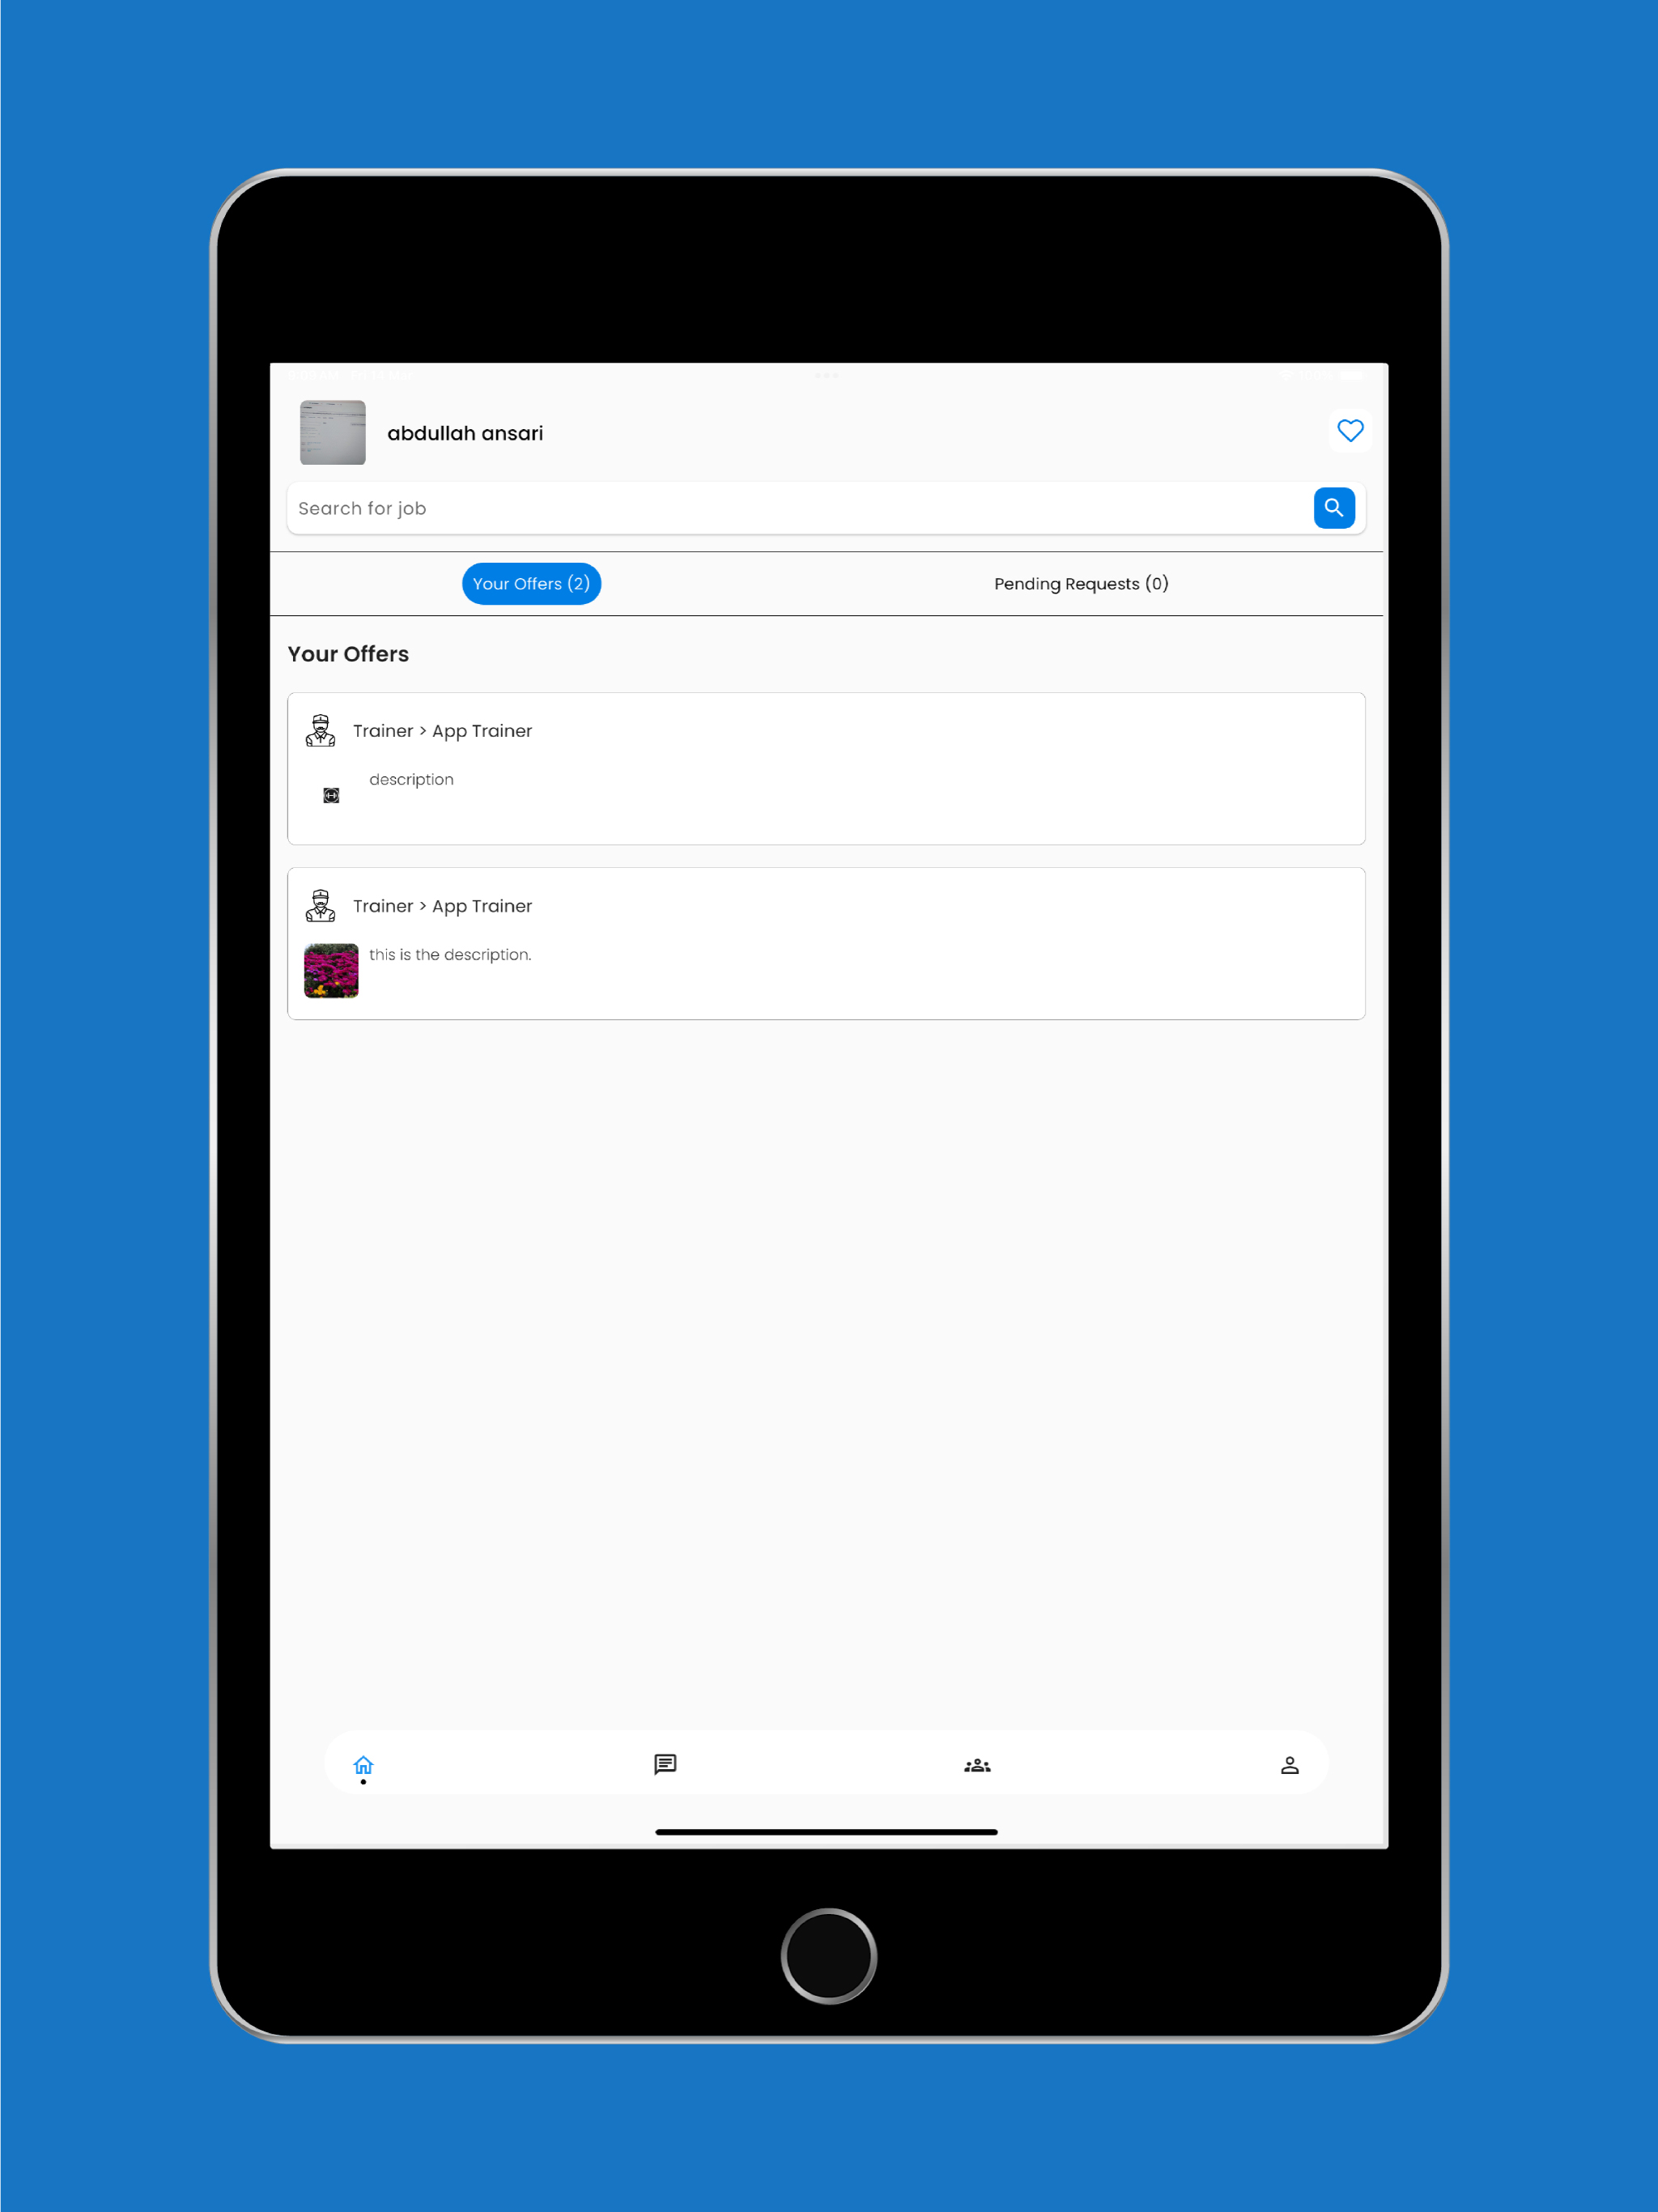 abdullah ansari
Search for job
Your Offers (2)
Pending Requests (0)
Your Offers
Trainer > App Trainer
description
Trainer > App Trainer
this is the description.